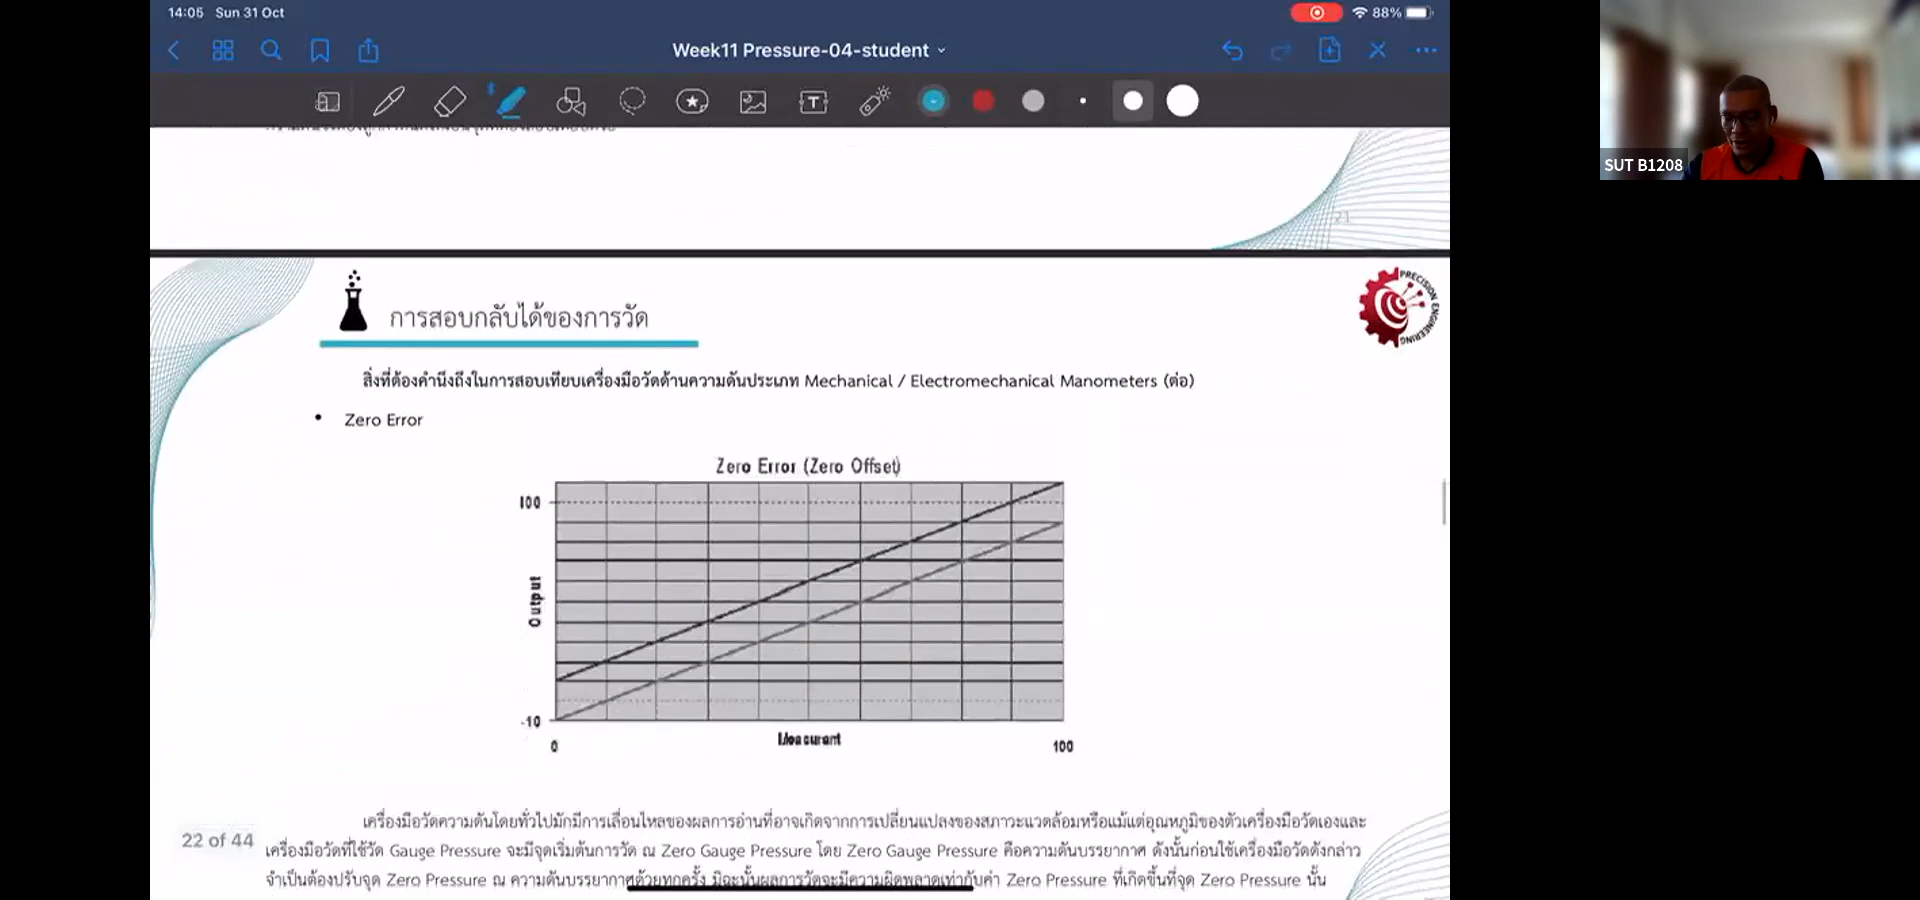 14:05 Sun 31 Oct
88%
Week11 Pressure-04-student
SUT B1208
21
PRECISION ENGINEERING
การสอบกลับได้ของการวัด
สิ่งที่ต้องคำนึงถึงในการสอบเทียบเครื่องมือวัดด้านความดันประเภท Mechanical / Electromechanical Manometers (ต่อ)
• Zero Error
Zero Error (Zero Offset)
100
Output
-10
0
100
เครื่องมือวัดความดันโดยทั่วไปมักมีการเลื่อนไหลของผลการอ่านที่อาจเกิดจากการเปลี่ยนแปลงของสภาวะแวดล้อมหรือแม้แต่อุณหภูมิของตัวเครื่องมือวัดเองและ
22 of 44
เครื่องมือวัดที่ใช้วัด Gauge Pressure จะมีจุดเริ่มต้นการวัด ณ Zero Gauge Pressure โดย Zero Gauge Pressure คือความดันบรรยากาศ ดังนั้นก่อนใช้เครื่องมือวัดดังกล่าว
จำเป็นต้องปรับจุด Zero Pressure ณ ความดันบรรยากาศด้วยทุกครั้ง มิฉะนั้นผลการวัดจะมีความผิดพลาดเท่ากับค่า Zero Pressure ที่เกิดขึ้นที่จุด Zero Pressure นั้น